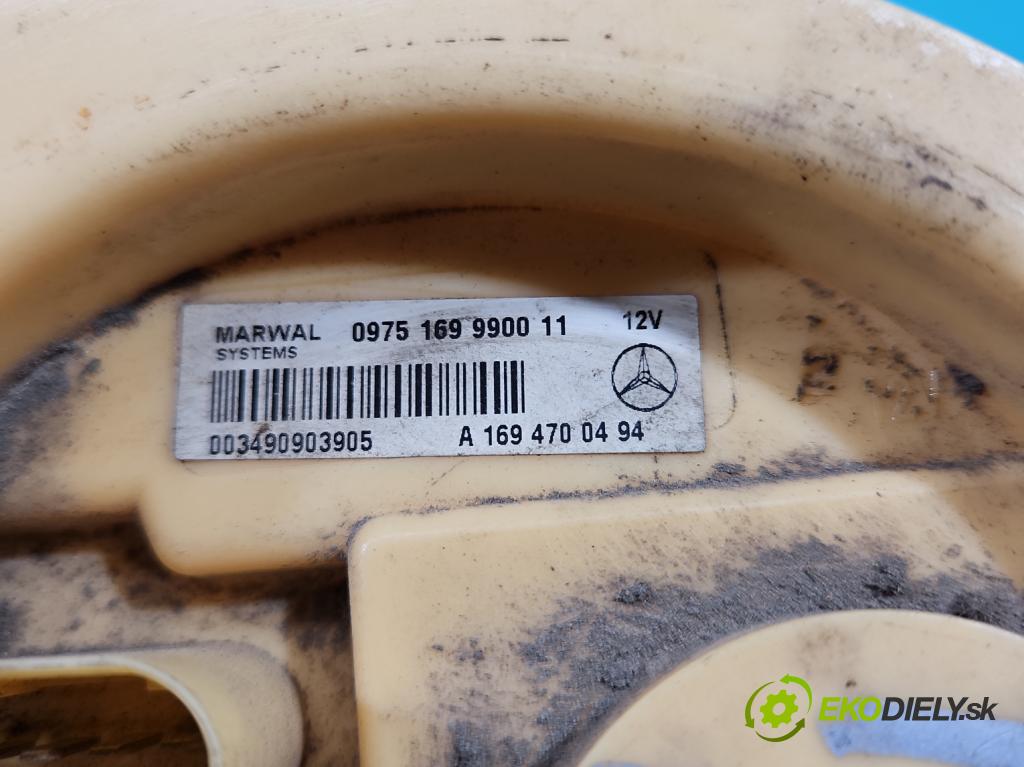 MARWAL 0975 169 9900 11 12V
SYSTEMS
003490903905 A 169 470 04 94
EKODIELY.sk